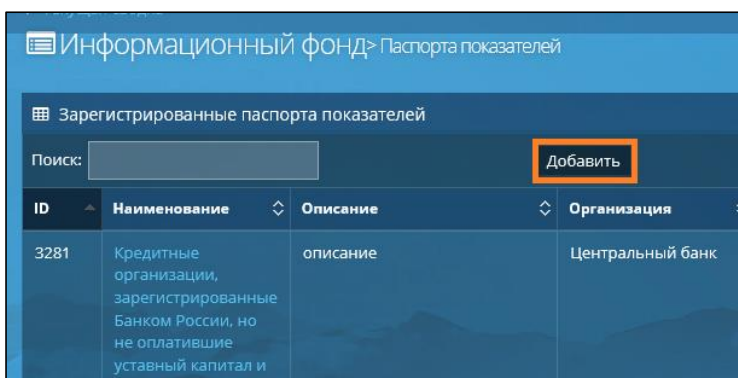 Информационный фонд> Паспорта показателей
Зарегистрированные паспорта показателей
Поиск: Добавить
ID Наименование Описание Организация
3281 Кредитные описание Центральный банк
организации,
зарегистрированные
Банком России, но
не оплатившие
уставный капитал и